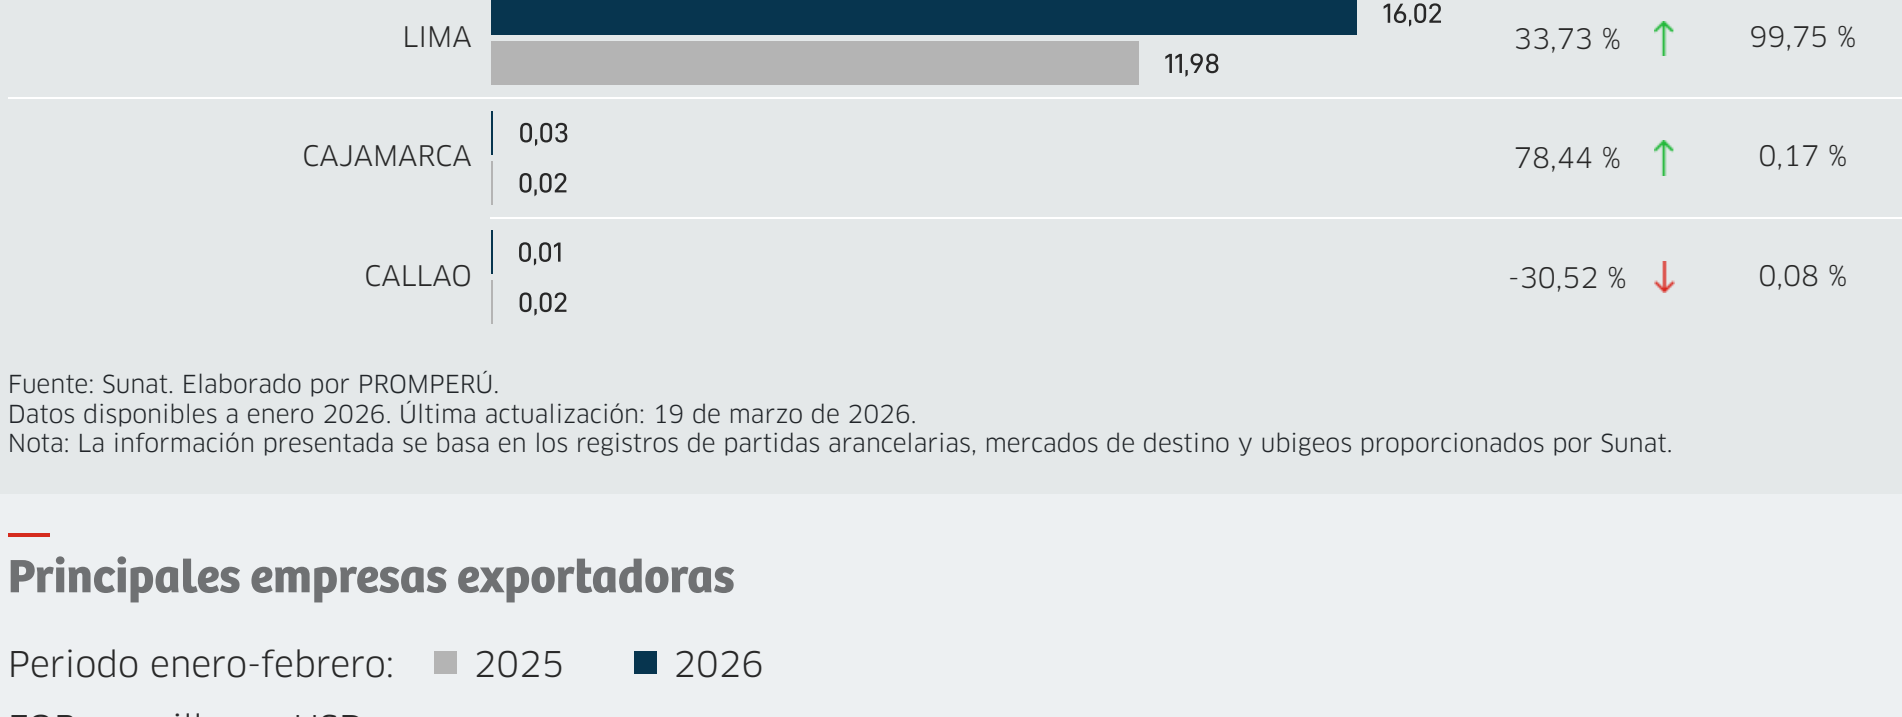 16,02
LIMA
33,73 %
99,75 %
11,98
0,03
CAJAMARCA
78,44 %
0,17 %
0,02
0,01
CALLAO
-30,52 %
0,08 %
0,02
Fuente: Sunat. Elaborado por PROMPERÚ.
Datos disponibles a enero 2026. Última actualización: 19 de marzo de 2026.
Nota: La información presentada se basa en los registros de partidas arancelarias, mercados de destino y ubigeos proporcionados por Sunat.
Principales empresas exportadoras
Periodo enero-febrero: 2025 2026